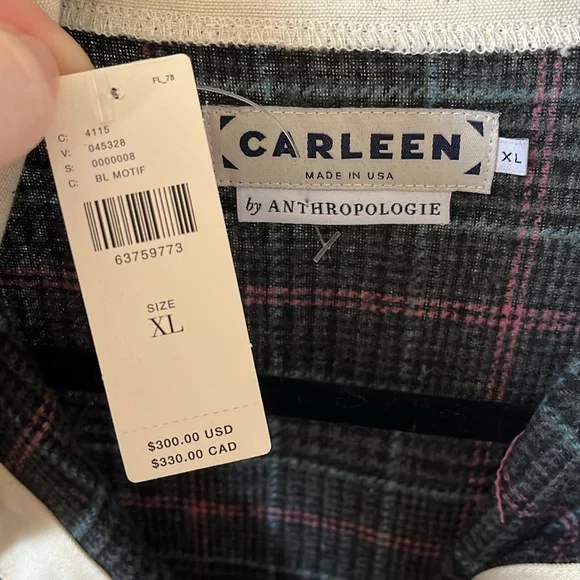 FL_78
C: 4115
V: 045328
S: 0000008
C: BL MOTIF
63759773
SIZE
XL
$300.00 USD
$330.00 CAD
CARLEEN
MADE IN USA
XL
by ANTHROPOLOGIE